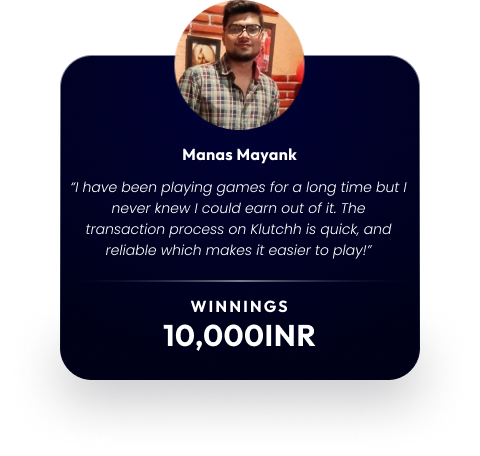 Manas Mayank
“I have been playing games for a long time but I
never knew I could earn out of it. The
transaction process on Klutchh is quick, and
reliable which makes it easier to play!”
WINNINGS
10,000INR